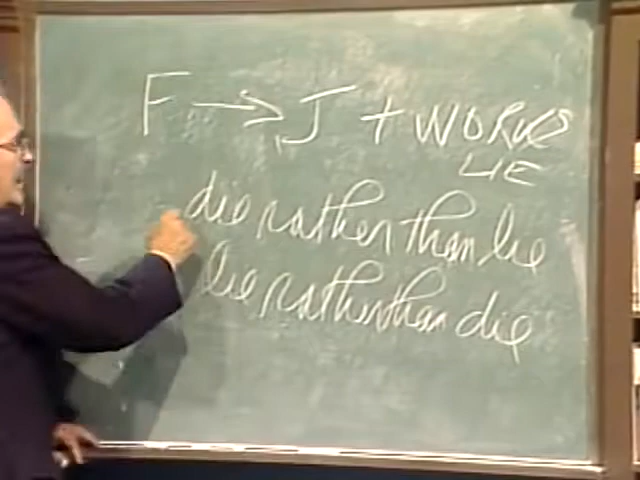 F → J + WORKS
LIE
die rather than lie
lie rather than die